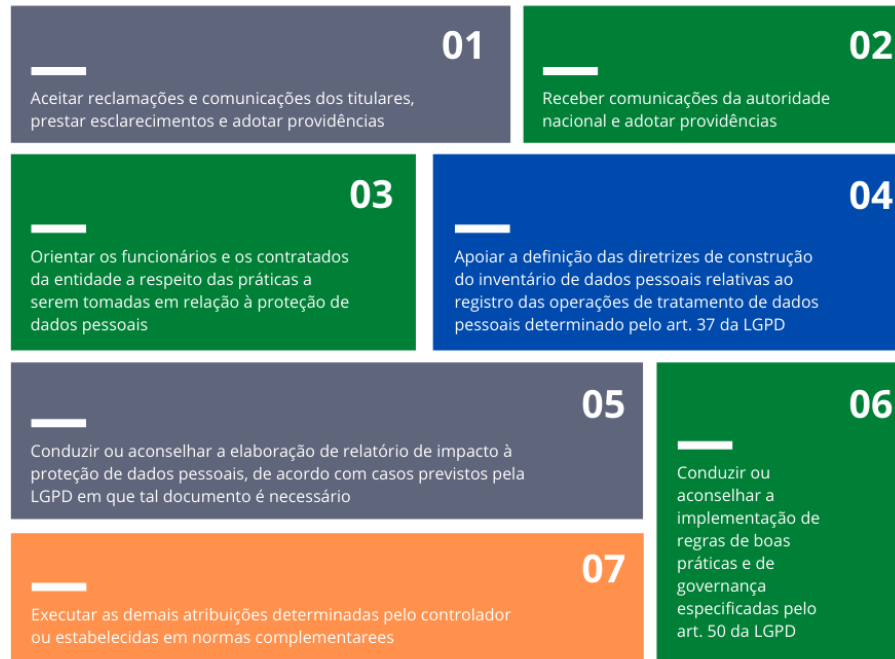 01
Aceitar reclamações e comunicações dos titulares,
prestar esclarecimentos e adotar providências
02
Receber comunicações da autoridade
nacional e adotar providências
03
Orientar os funcionários e os contratados
da entidade a respeito das práticas a
serem tomadas em relação à proteção de
dados pessoais
04
Apoiar a definição das diretrizes de construção
do inventário de dados pessoais relativas ao
registro das operações de tratamento de dados
pessoais determinado pelo art. 37 da LGPD
05
Conduzir ou aconselhar a elaboração de relatório de impacto à
proteção de dados pessoais, de acordo com casos previstos pela
LGPD em que tal documento é necessário
06
Conduzir ou
aconselhar a
implementação de
regras de boas
práticas e de
governança
especificadas pelo
art. 50 da LGPD
07
Executar as demais atribuições determinadas pelo controlador
ou estabelecidas em normas complementarees